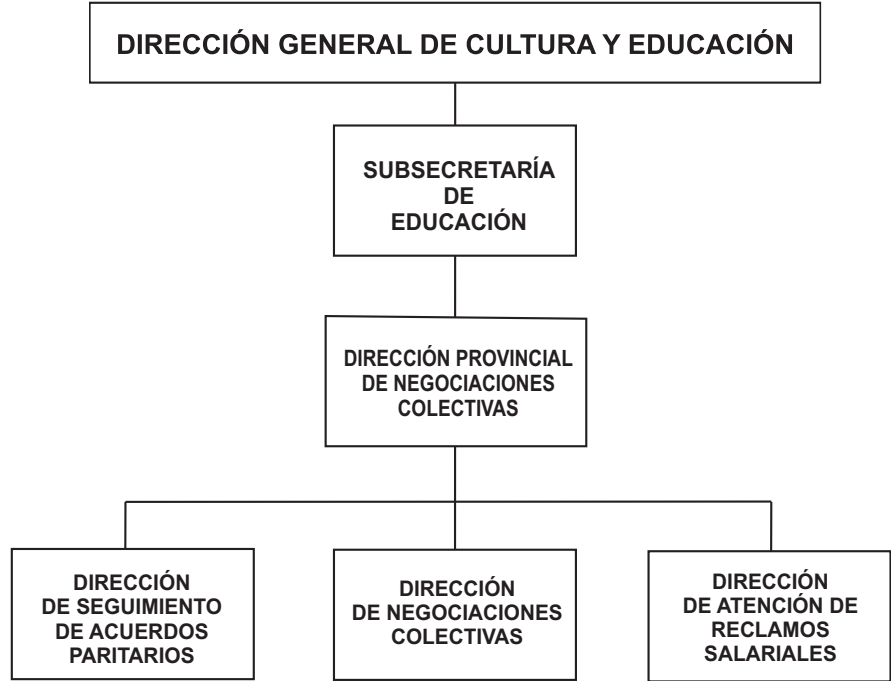 DIRECCIÓN GENERAL DE CULTURA Y EDUCACIÓN
SUBSECRETARÍA
DE
EDUCACIÓN
DIRECCIÓN PROVINCIAL
DE NEGOCIACIONES
COLECTIVAS
DIRECCIÓN
DE SEGUIMIENTO
DE ACUERDOS
PARITARIOS
DIRECCIÓN
DE NEGOCIACIONES
COLECTIVAS
DIRECCIÓN
DE ATENCIÓN DE
RECLAMOS
SALARIALES